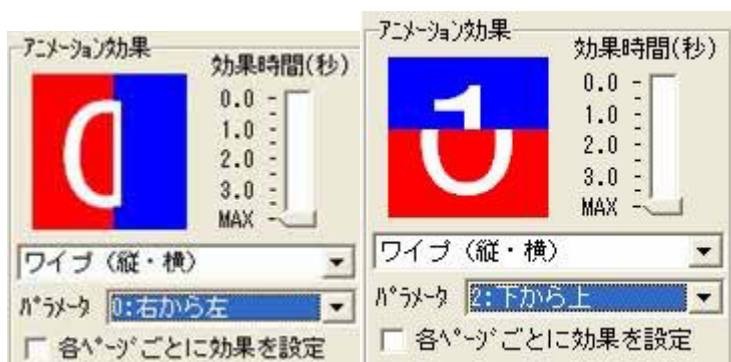 アニメーション効果
効果時間(秒)
0.0
1.0
2.0
3.0
MAX
0
ワイプ (縦・横)
パラメータ 0:右から左
各ページごとに効果を設定
アニメーション効果
効果時間(秒)
0.0
1.0
2.0
3.0
MAX
1
0
ワイプ (縦・横)
パラメータ 2:下から上
各ページごとに効果を設定